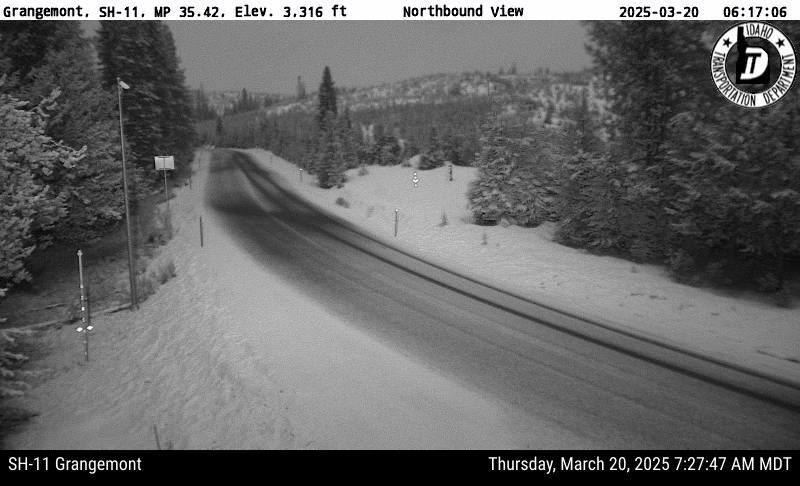 Grangemont, SH-11, MP 35.42, Elev. 3,316 ft Northbound View 2025-03-20 06:17:06
IDAHO
TRANSPORTATION DEPARTMENT
SH-11 Grangemont Thursday, March 20, 2025 7:27:47 AM MDT